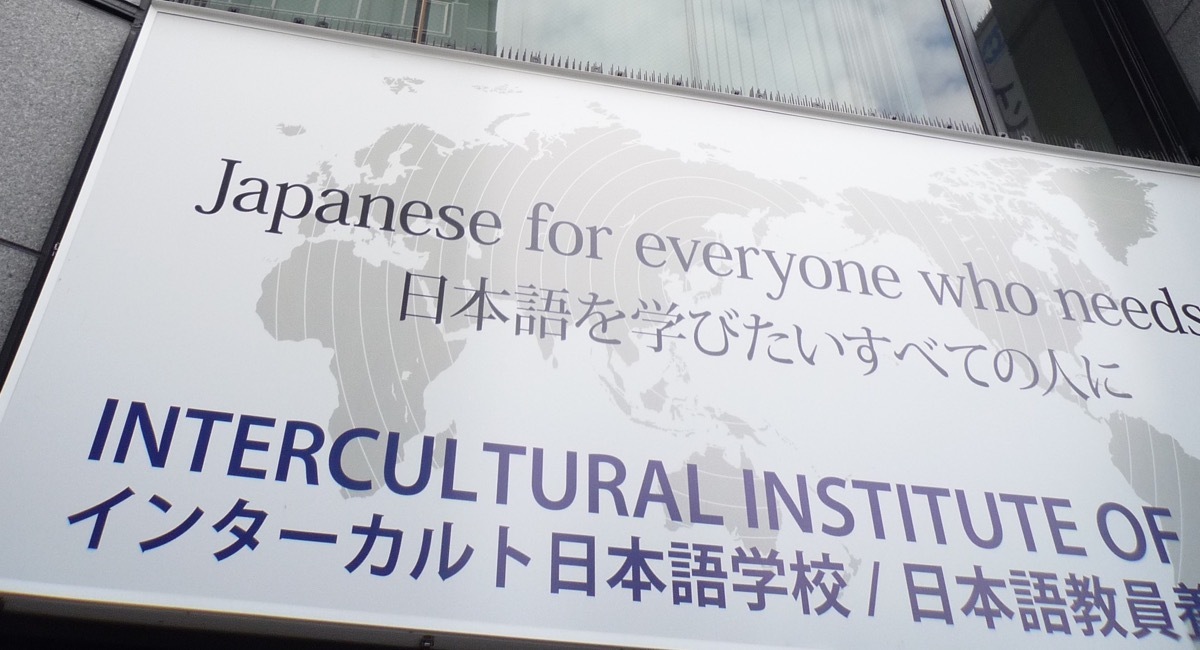 Japanese for everyone who needs
日本語を学びたいすべての人に
INTERCULTURAL INSTITUTE OF
インターカルト日本語学校 / 日本語教員養